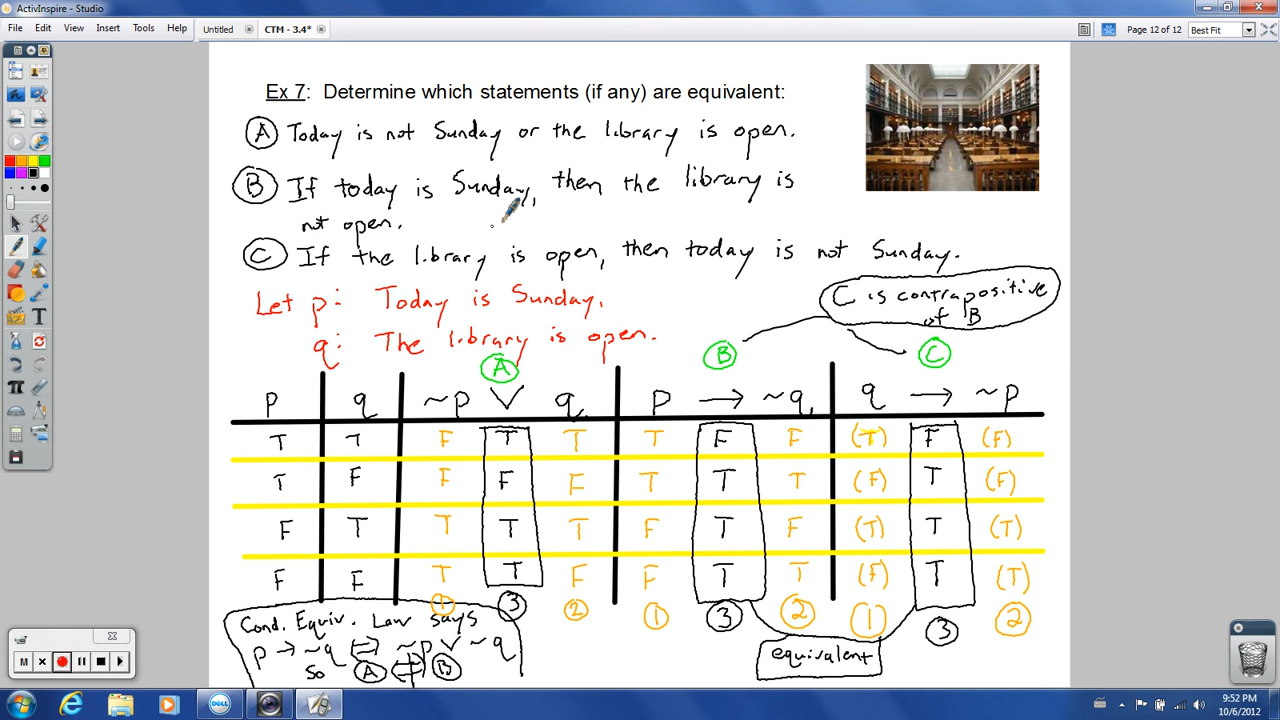 ActivInspire - Studio
File Edit View Insert Tools Help
Untitled
CTM - 3.4*
Page 12 of 12
Best Fit
Ex 7: Determine which statements (if any) are equivalent:
A Today is not Sunday or the library is open.
B If today is Sunday, then the library is
not open.
C If the library is open, then today is not Sunday.
C is contrapositive
of B
Let p: Today is Sunday.
q: The library is open.
A B C
p q ~p ∨ q p → ~q q → ~p
T T F T T T F F (T) F (F)
T F F F F T T T (F) T (F)
F T T T T F T F (T) T (T)
F F T T F F T T (F) T (T)
1 3 2 1 3 2 1 3 2
Cond. Equiv. Law says
p → ~q ⇔ ~p ∨ ~q
So A ⇎ B
equivalent
DELL
9:52 PM
10/6/2012